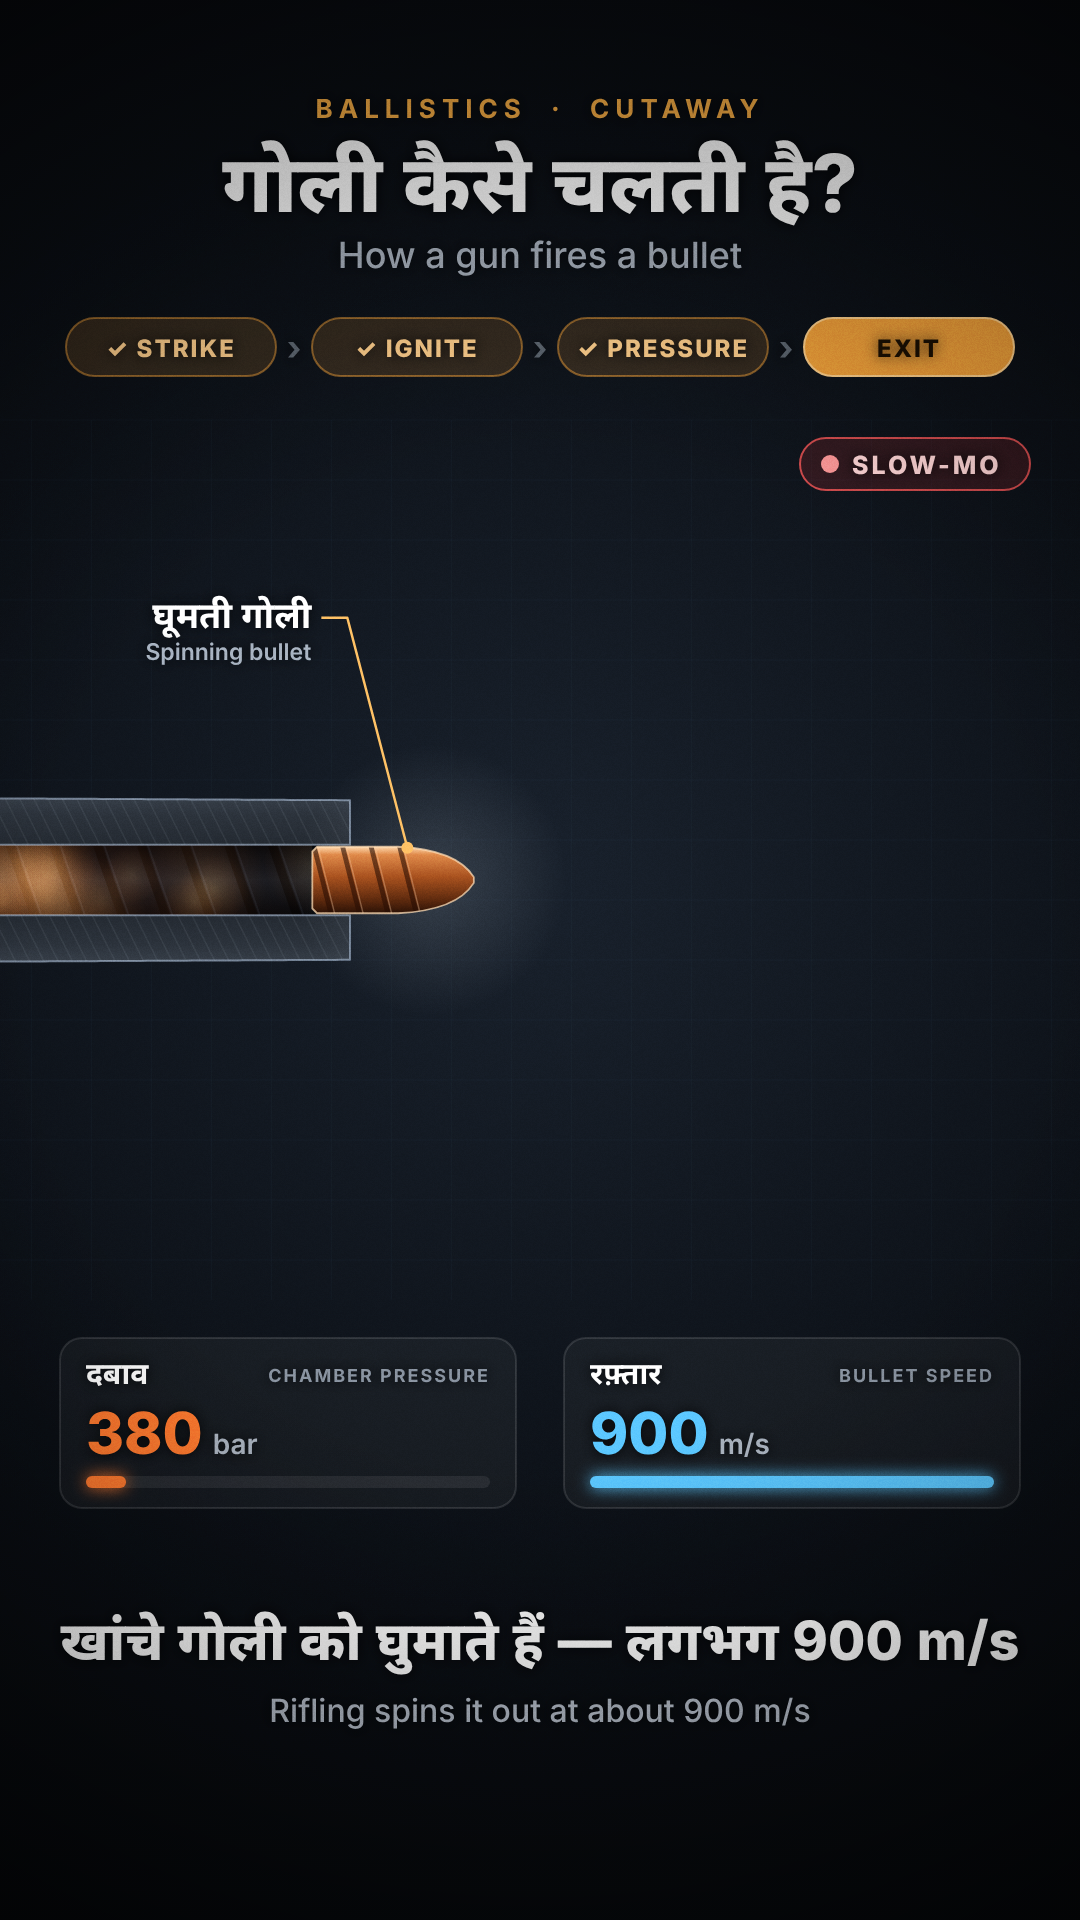 BALLISTICS · CUTAWAY
गोली कैसे चलती है?
How a gun fires a bullet
✓ STRIKE › ✓ IGNITE › ✓ PRESSURE › EXIT
SLOW-MO
घूमती गोली
Spinning bullet
दबाव CHAMBER PRESSURE
380 bar
रफ़्तार BULLET SPEED
900 m/s
खांचे गोली को घुमाते हैं — लगभग 900 m/s
Rifling spins it out at about 900 m/s